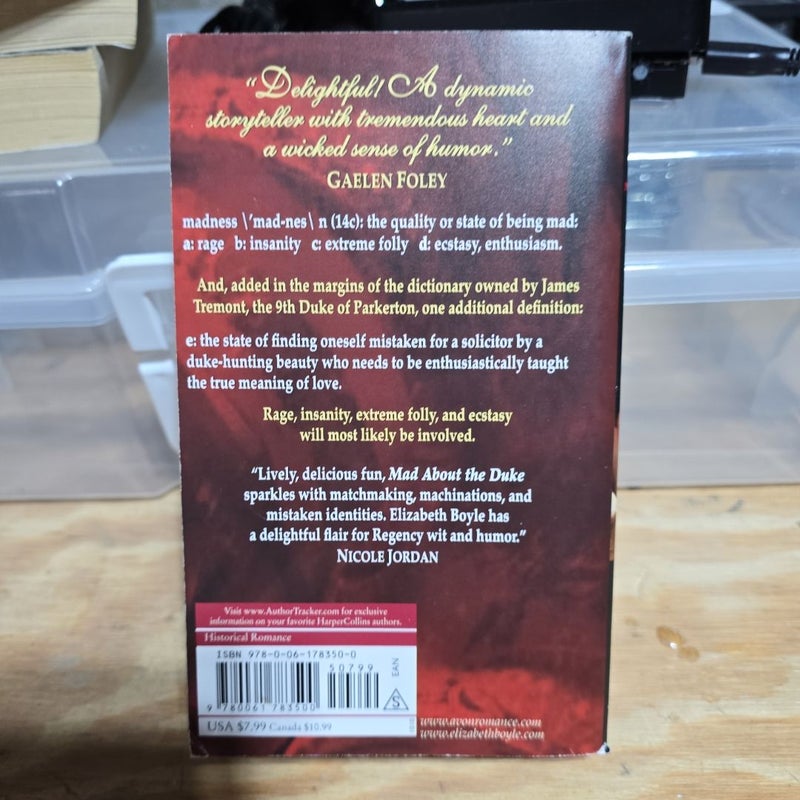 “Delightful! A dynamic
storyteller with tremendous heart and
a wicked sense of humor.”
GAELEN FOLEY
madness \'mad-nes\ n (14c): the quality or state of being mad:
a: rage b: insanity c: extreme folly d: ecstasy, enthusiasm.
And, added in the margins of the dictionary owned by James
Tremont, the 9th Duke of Parkerton, one additional definition:
e: the state of finding oneself mistaken for a solicitor by a
duke-hunting beauty who needs to be enthusiastically taught
the true meaning of love.
Rage, insanity, extreme folly, and ecstasy
will most likely be involved.
“Lively, delicious fun, Mad About the Duke
sparkles with matchmaking, machinations, and
mistaken identities. Elizabeth Boyle has
a delightful flair for Regency wit and humor.”
NICOLE JORDAN
Visit www.AuthorTracker.com for exclusive
information on your favorite HarperCollins authors.
Historical Romance
ISBN 978-0-06-178350-0
50799
EAN
9 780061 783500
S
USA $7.99 Canada $10.99
www.avonromance.com
www.elizabethboyle.com